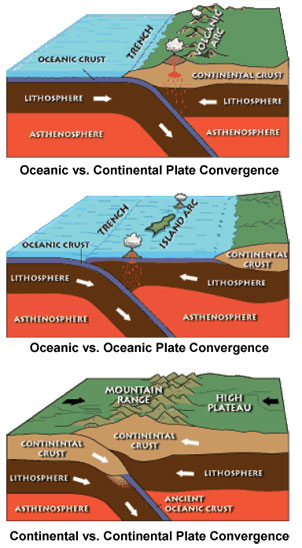 TRENCH
VOLCANIC ARC
OCEANIC CRUST
CONTINENTAL CRUST
LITHOSPHERE
LITHOSPHERE
ASTHENOSPHERE
ASTHENOSPHERE
Oceanic vs. Continental Plate Convergence
TRENCH
ISLAND ARC
OCEANIC CRUST
CONTINENTAL
CRUST
LITHOSPHERE
LITHOSPHERE
ASTHENOSPHERE
ASTHENOSPHERE
Oceanic vs. Oceanic Plate Convergence
MOUNTAIN
RANGE
HIGH
PLATEAU
CONTINENTAL
CRUST
CONTINENTAL CRUST
LITHOSPHERE
LITHOSPHERE
ASTHENOSPHERE
ANCIENT
OCEANIC CRUST
Continental vs. Continental Plate Convergence